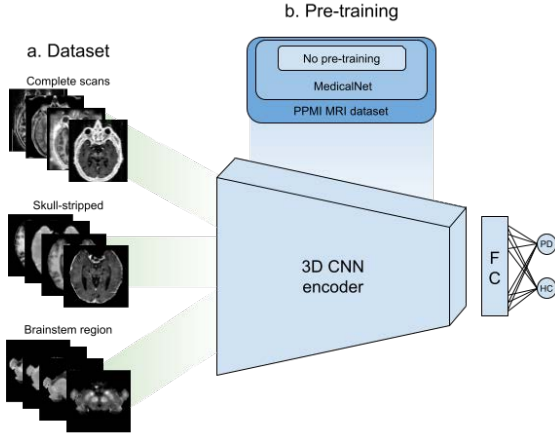 b. Pre-training
a. Dataset
No pre-training
MedicalNet
PPMI MRI dataset
Complete scans
Skull-stripped
Brainstem region
3D CNN
encoder
F
C
PD
HC